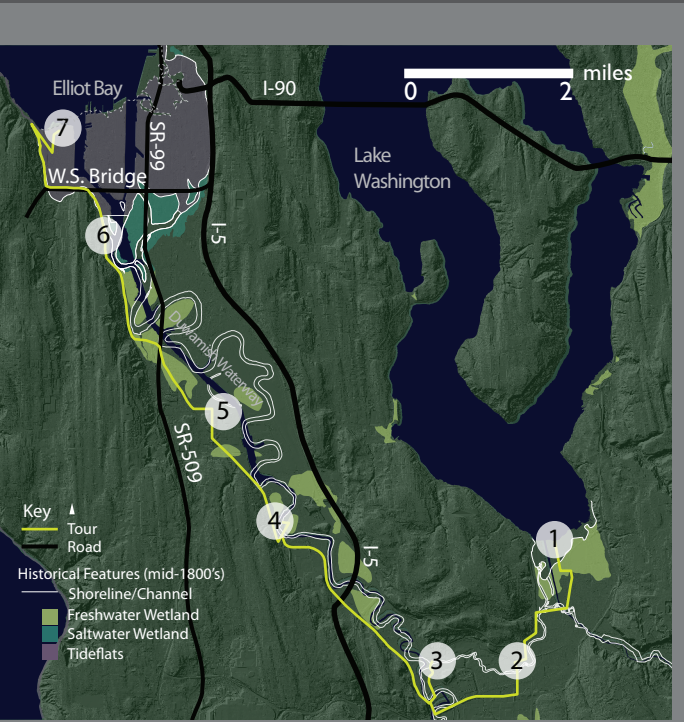 miles
0
2
Elliot Bay
I-90
7
SR-99
Lake
Washington
W.S. Bridge
6
I-5
Duwamish Waterway
5
SR-509
4
1
I-5
3
2
Key
Tour
Road
Historical Features (mid-1800's)
Shoreline/Channel
Freshwater Wetland
Saltwater Wetland
Tideflats